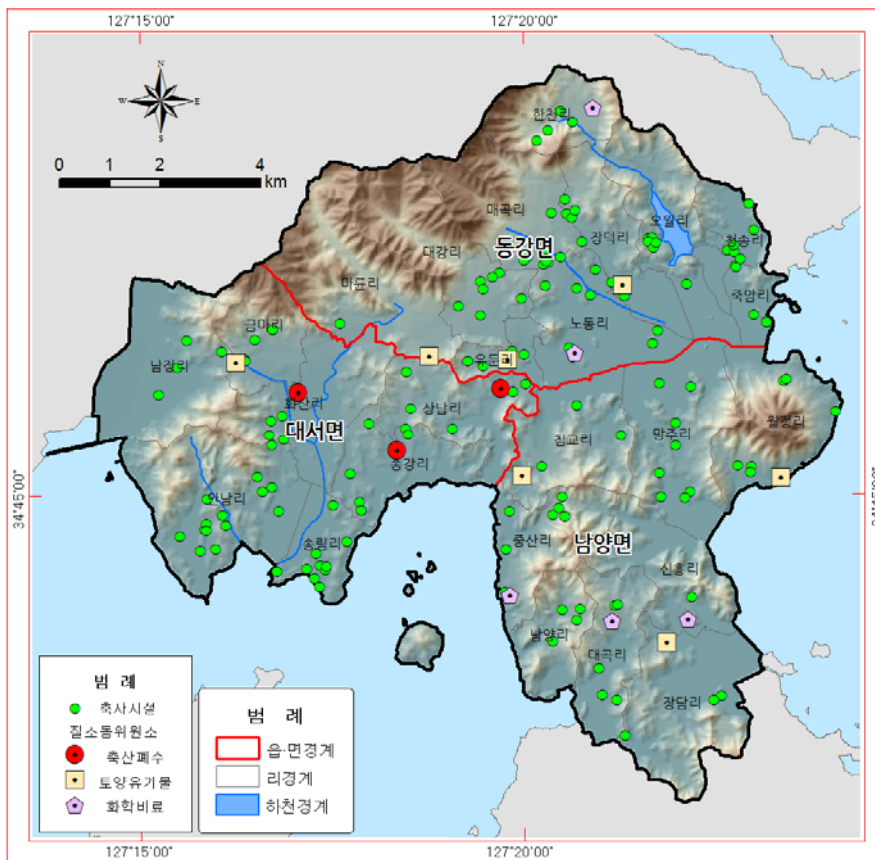 127°15'00"
127°20'00"
N
W
E
S
0 1 2 4
km
한천리
매곡리
오월리
장덕리
동강면
청송리
대강리
마륜리
죽암리
금마리
노동리
남장리
유둔리
화산리
상남리
월정리
대서면
침교리
망주리
송강리
34°45'00"
34°45'00"
안남리
중산리
남양면
송림리
신흥리
남양리
대곡리
장담리
범 례
축사시설
질소동위원소
축산폐수
토양유기물
화학비료
범 례
읍·면경계
리경계
하천경계
127°15'00"
127°20'00"